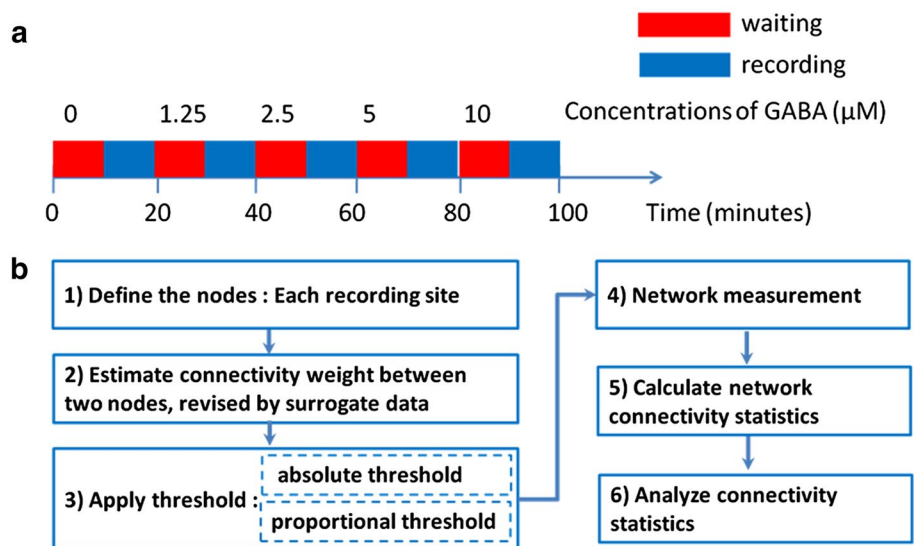 a
waiting
recording
0 1.25 2.5 5 10 Concentrations of GABA (µM)
0 20 40 60 80 100 Time (minutes)
b
1) Define the nodes : Each recording site
2) Estimate connectivity weight between
two nodes, revised by surrogate data
3) Apply threshold :
absolute threshold
proportional threshold
4) Network measurement
5) Calculate network
connectivity statistics
6) Analyze connectivity
statistics